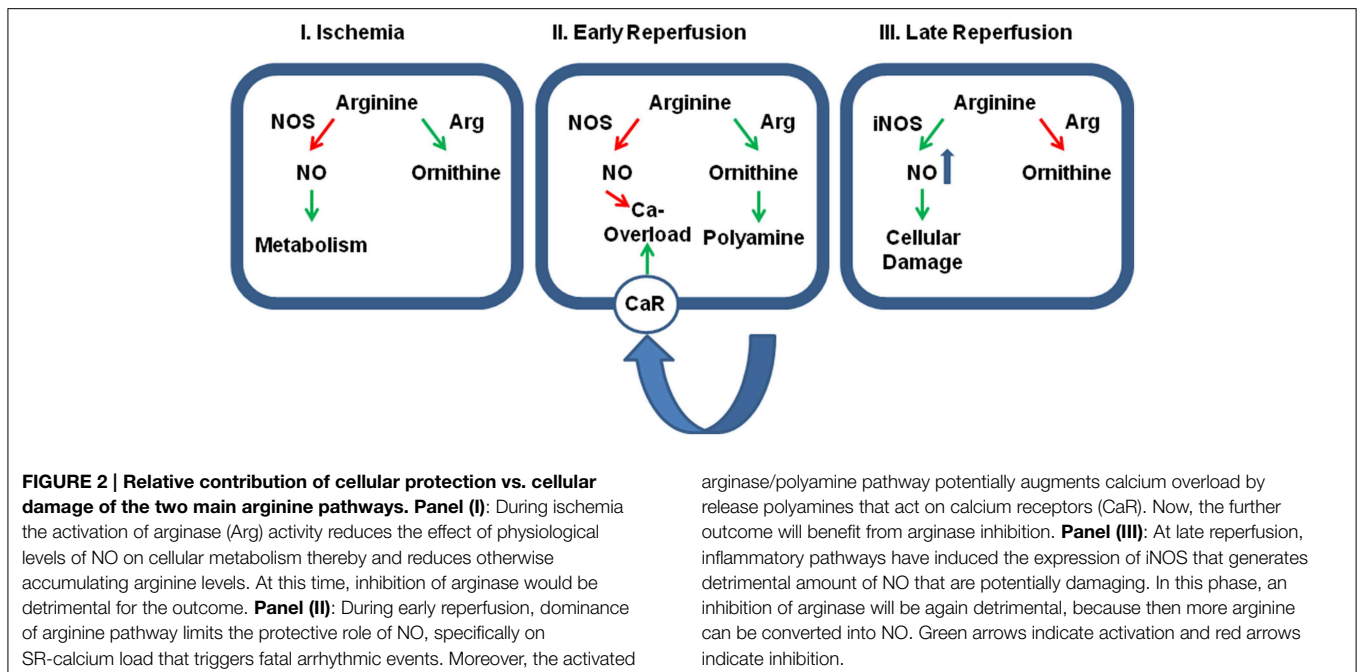 I. Ischemia
II. Early Reperfusion
III. Late Reperfusion
Arginine
NOS
Arg
NO
Ornithine
Metabolism
Arginine
NOS
Arg
NO
Ornithine
Ca-
Overload
Polyamine
CaR
Arginine
iNOS
Arg
NO
Ornithine
Cellular
Damage
FIGURE 2 | Relative contribution of cellular protection vs. cellular
damage of the two main arginine pathways. Panel (I): During ischemia
the activation of arginase (Arg) activity reduces the effect of physiological
levels of NO on cellular metabolism thereby and reduces otherwise
accumulating arginine levels. At this time, inhibition of arginase would be
detrimental for the outcome. Panel (II): During early reperfusion, dominance
of arginine pathway limits the protective role of NO, specifically on
SR-calcium load that triggers fatal arrhythmic events. Moreover, the activated
arginase/polyamine pathway potentially augments calcium overload by
release polyamines that act on calcium receptors (CaR). Now, the further
outcome will benefit from arginase inhibition. Panel (III): At late reperfusion,
inflammatory pathways have induced the expression of iNOS that generates
detrimental amount of NO that are potentially damaging. In this phase, an
inhibition of arginase will be again detrimental, because then more arginine
can be converted into NO. Green arrows indicate activation and red arrows
indicate inhibition.